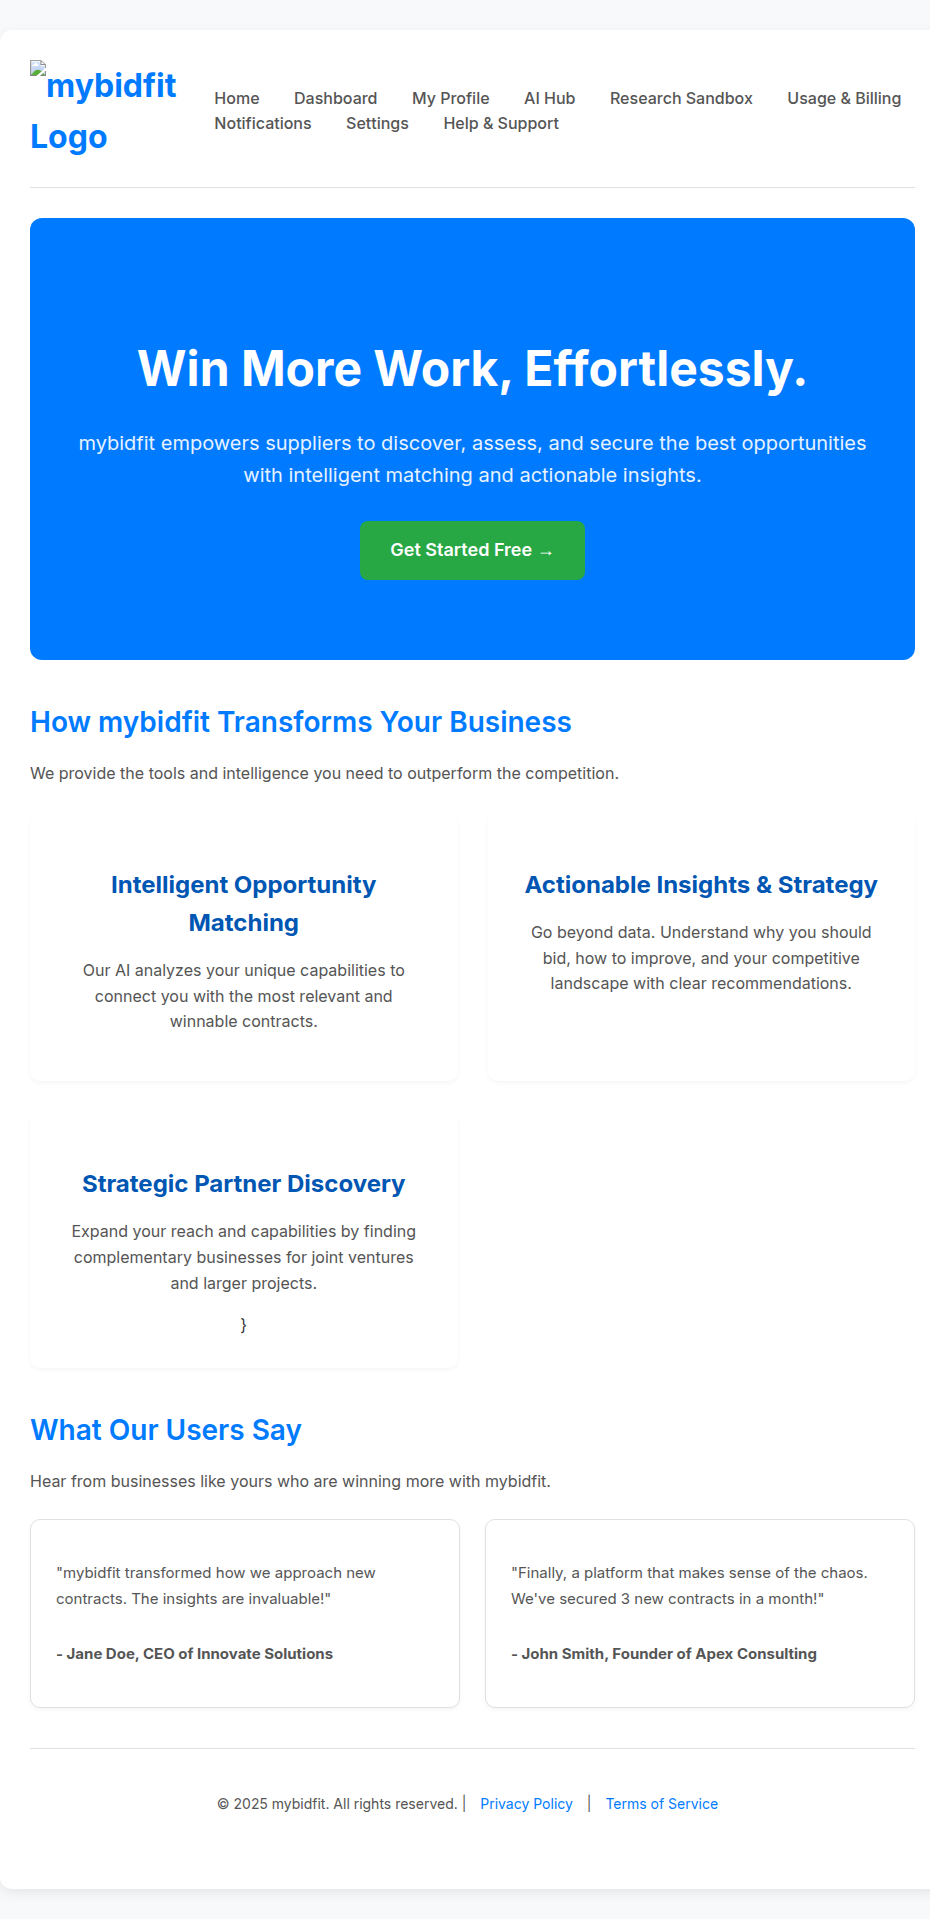 mybidfit
Logo
Home Dashboard My Profile AI Hub Research Sandbox Usage & Billing
Notifications Settings Help & Support
Win More Work, Effortlessly.
mybidfit empowers suppliers to discover, assess, and secure the best opportunities
with intelligent matching and actionable insights.
Get Started Free →
How mybidfit Transforms Your Business
We provide the tools and intelligence you need to outperform the competition.
Intelligent Opportunity
Matching
Our AI analyzes your unique capabilities to
connect you with the most relevant and
winnable contracts.
Actionable Insights & Strategy
Go beyond data. Understand why you should
bid, how to improve, and your competitive
landscape with clear recommendations.
Strategic Partner Discovery
Expand your reach and capabilities by finding
complementary businesses for joint ventures
and larger projects.
}
What Our Users Say
Hear from businesses like yours who are winning more with mybidfit.
"mybidfit transformed how we approach new
contracts. The insights are invaluable!"
- Jane Doe, CEO of Innovate Solutions
"Finally, a platform that makes sense of the chaos.
We've secured 3 new contracts in a month!"
- John Smith, Founder of Apex Consulting
© 2025 mybidfit. All rights reserved. | Privacy Policy | Terms of Service